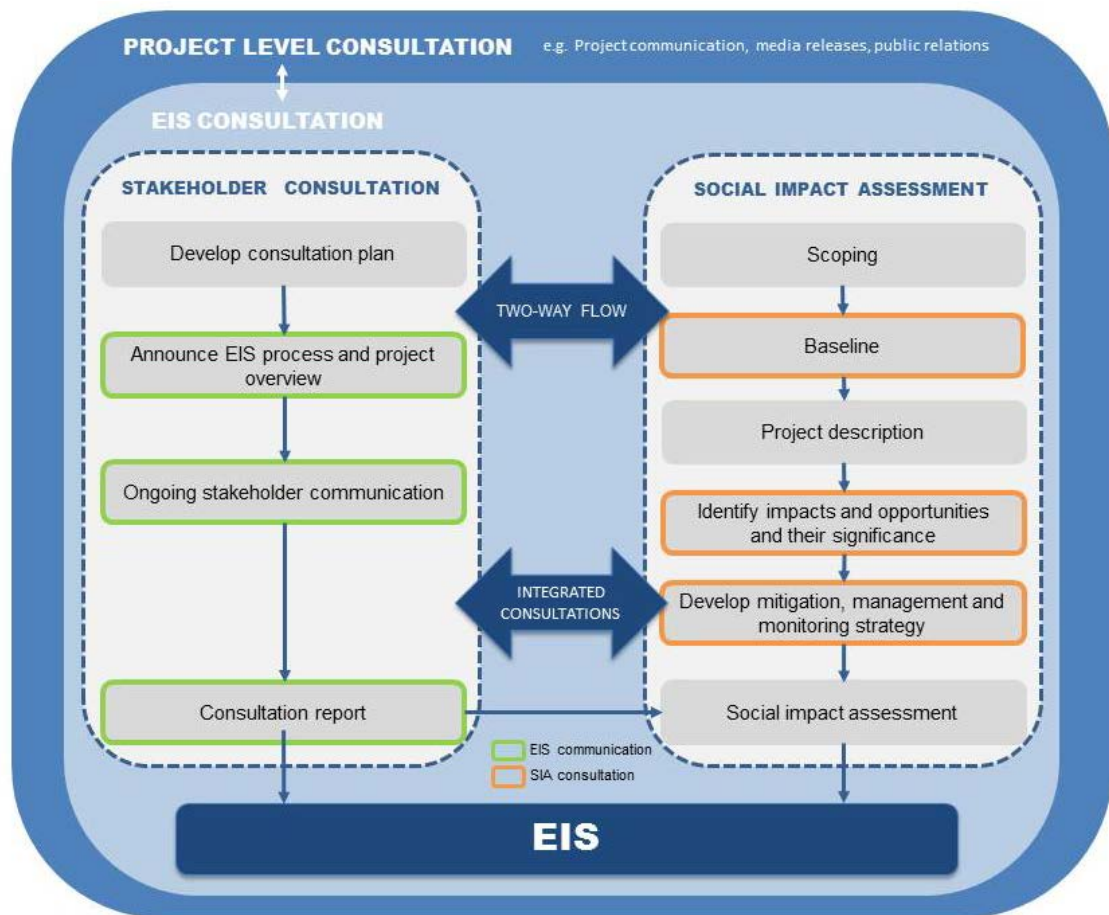 PROJECT LEVEL CONSULTATION
e.g. Project communication, media releases, public relations
EIS CONSULTATION
STAKEHOLDER CONSULTATION
Develop consultation plan
Announce EIS process and project
overview
Ongoing stakeholder communication
Consultation report
TWO-WAY FLOW
INTEGRATED
CONSULTATIONS
SOCIAL IMPACT ASSESSMENT
Scoping
Baseline
Project description
Identify impacts and opportunities
and their significance
Develop mitigation, management and
monitoring strategy
Social impact assessment
EIS communication
SIA consultation
EIS